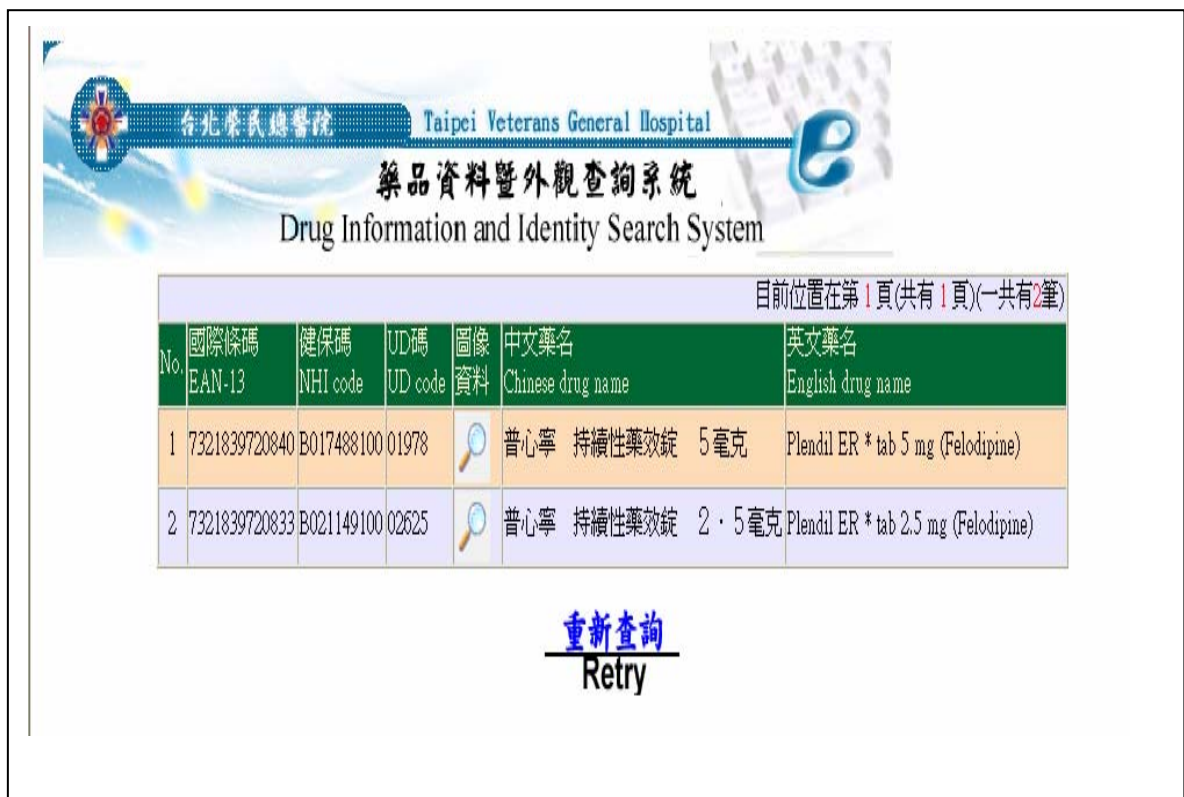 台北榮民總醫院 Taipei Veterans General Hospital
藥品資料暨外觀查詢系統
Drug Information and Identity Search System
目前位置在第 1 頁(共有 1 頁)(一共有2筆)
No. 國際條碼 EAN-13 健保碼 NHI code UD碼 UD code 圖像資料 中文藥名 Chinese drug name 英文藥名 English drug name
1 7321839720840 B017488100 01978 普心寧 持續性藥效錠 5毫克 Plendil ER * tab 5 mg (Felodipine)
2 7321839720833 B021149100 02625 普心寧 持續性藥效錠 2．5毫克 Plendil ER * tab 2.5 mg (Felodipine)
重新查詢
Retry